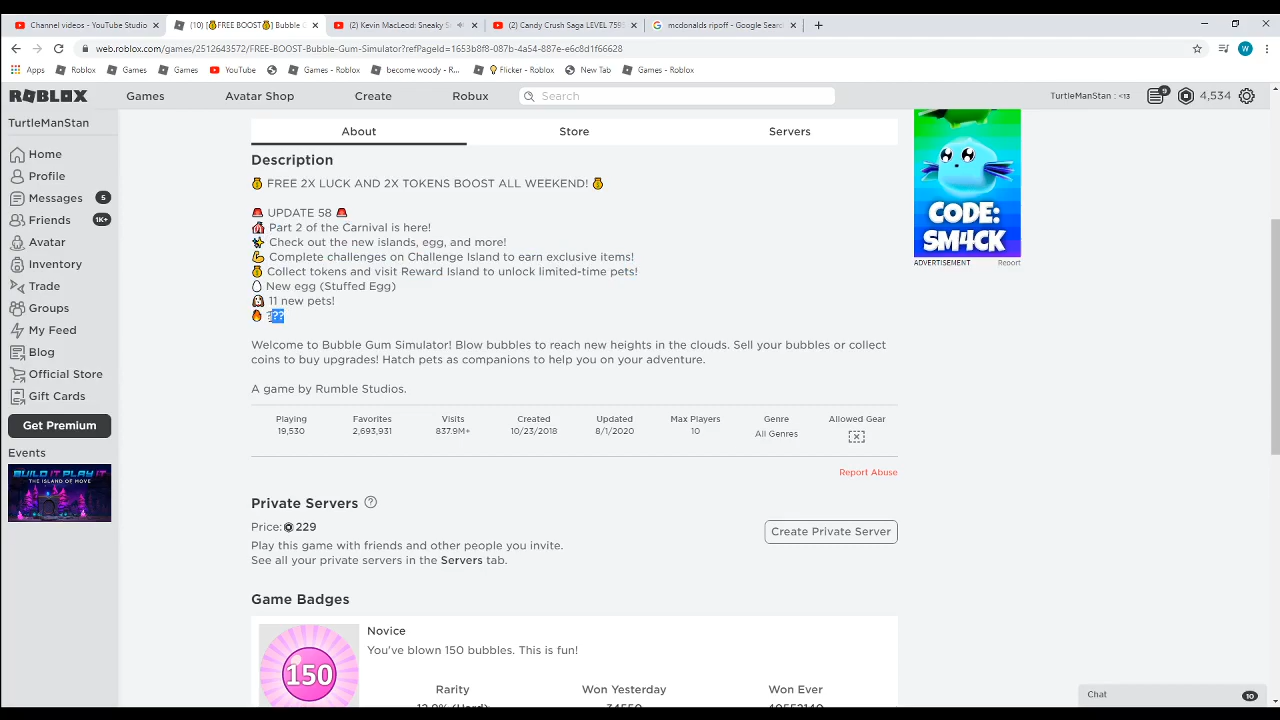 Channel videos - YouTube Studio
(10) [💰FREE BOOST💰] Bubble G
(2) Kevin MacLeod: Sneaky S
(2) Candy Crush Saga LEVEL 759
mcdonalds ripoff - Google Sear
web.roblox.com/games/2512643572/FREE-BOOST-Bubble-Gum-Simulator?refPageId=1653b8f8-087b-4a54-887e-e6c8d1f66628
W
Apps
Roblox
Games
Games
YouTube
Games - Roblox
become woody - R...
Flicker - Roblox
New Tab
Games - Roblox
ROBLOX
Games
Avatar Shop
Create
Robux
Search
TurtleManStan : <13
9
4,534
TurtleManStan
Home
Profile
Messages 5
Friends 1K+
Avatar
Inventory
Trade
Groups
My Feed
Blog
Official Store
Gift Cards
Get Premium
Events
BUILD IT PLAY IT
THE ISLAND OF MOVE
About
Store
Servers
Description
💰 FREE 2X LUCK AND 2X TOKENS BOOST ALL WEEKEND! 💰
🚨 UPDATE 58 🚨
🎪 Part 2 of the Carnival is here!
✨ Check out the new islands, egg, and more!
💪 Complete challenges on Challenge Island to earn exclusive items!
💰 Collect tokens and visit Reward Island to unlock limited-time pets!
🥚 New egg (Stuffed Egg)
🐶 11 new pets!
🔥 ???
Welcome to Bubble Gum Simulator! Blow bubbles to reach new heights in the clouds. Sell your bubbles or collect
coins to buy upgrades! Hatch pets as companions to help you on your adventure.
A game by Rumble Studios.
Playing Favorites Visits Created Updated Max Players Genre Allowed Gear
19,530 2,693,931 837.9M+ 10/23/2018 8/1/2020 10 All Genres
Report Abuse
Private Servers
Price: 229
Create Private Server
Play this game with friends and other people you invite.
See all your private servers in the Servers tab.
Game Badges
150
Novice
You've blown 150 bubbles. This is fun!
Rarity Won Yesterday Won Ever
CODE:
SM4CK
ADVERTISEMENT Report
Chat 10